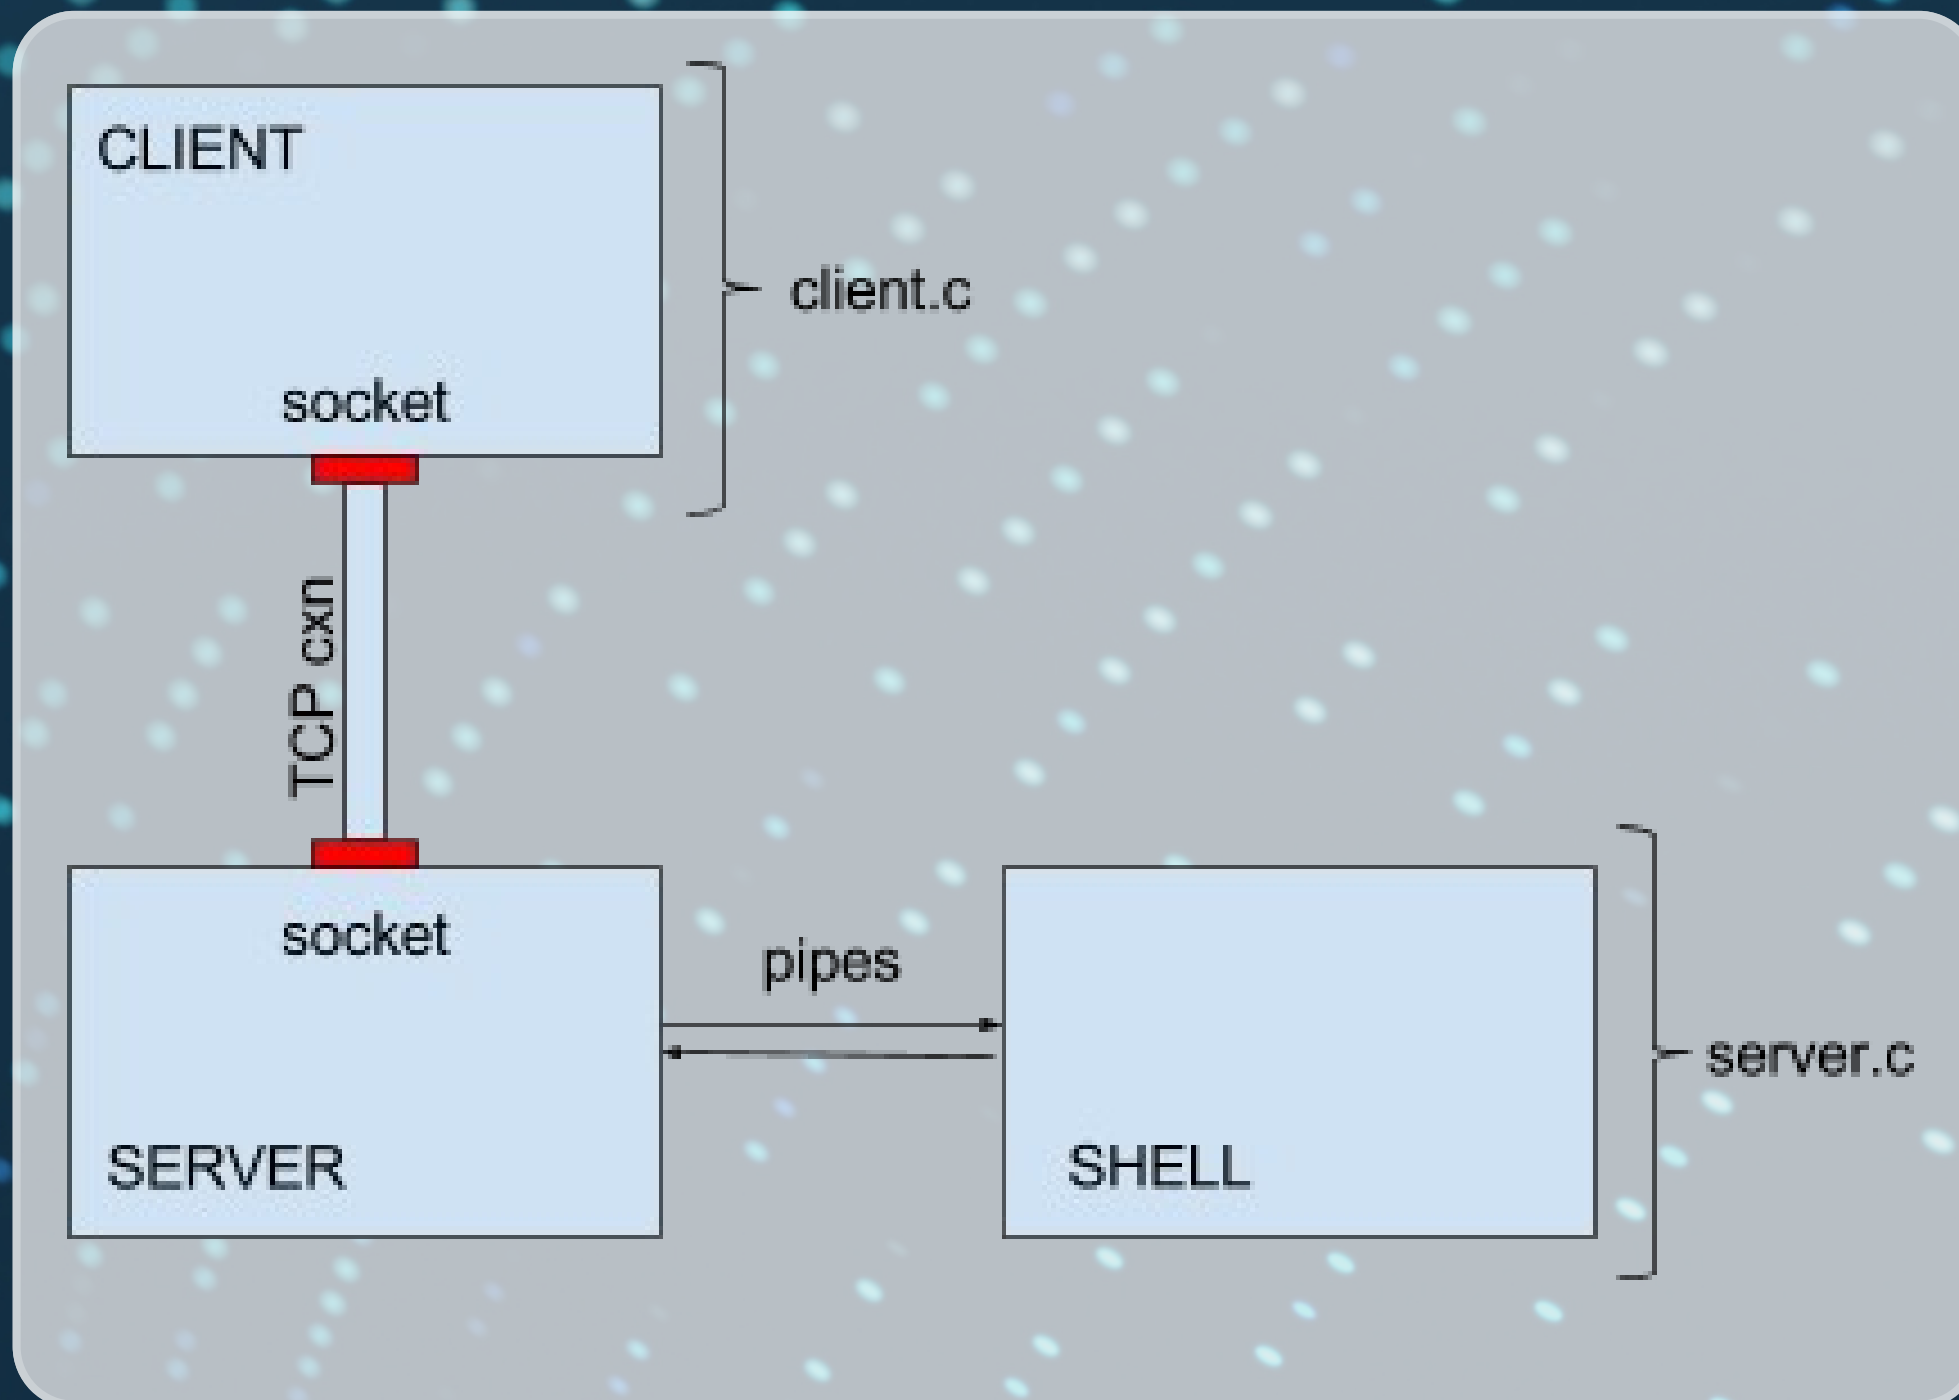 CLIENT
client.c
socket
TCP cxn
socket
pipes
server.c
SERVER
SHELL